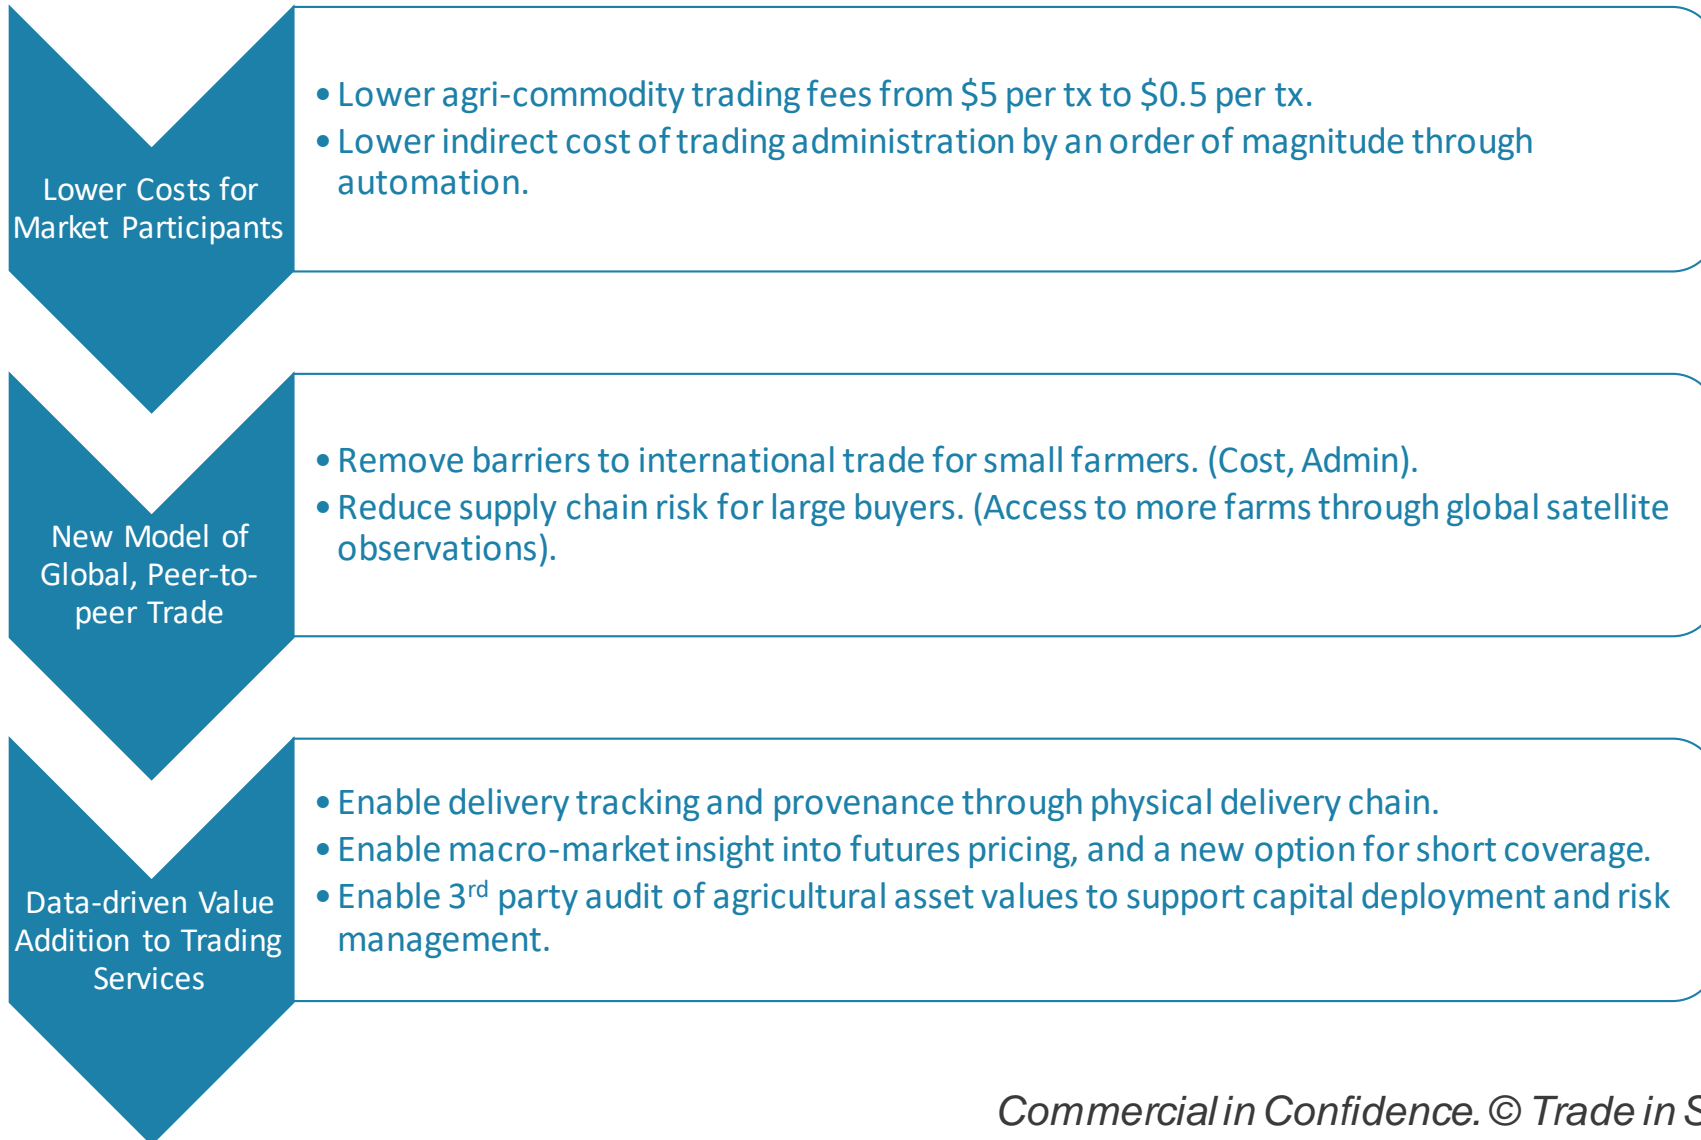 Lower Costs for
Market Participants
• Lower agri-commodity trading fees from $5 per tx to $0.5 per tx.
• Lower indirect cost of trading administration by an order of magnitude through
automation.
New Model of
Global, Peer-to-
peer Trade
• Remove barriers to international trade for small farmers. (Cost, Admin).
• Reduce supply chain risk for large buyers. (Access to more farms through global satellite
observations).
Data-driven Value
Addition to Trading
Services
• Enable delivery tracking and provenance through physical delivery chain.
• Enable macro-market insight into futures pricing, and a new option for short coverage.
• Enable 3rd party audit of agricultural asset values to support capital deployment and risk
management.
Commercial in Confidence. © Trade in